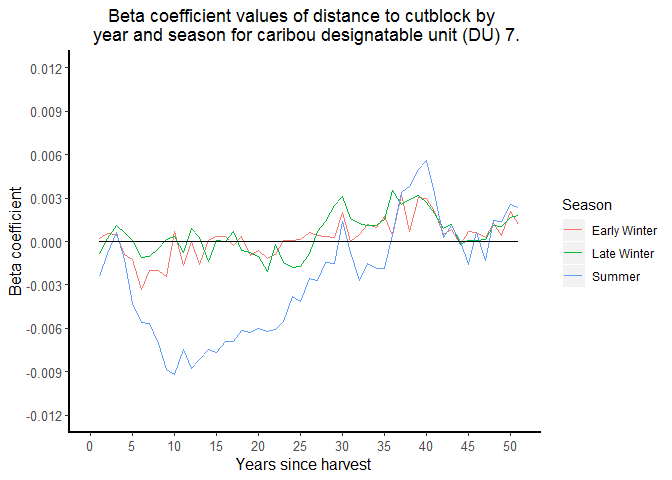 Beta coefficient values of distance to cutblock by
year and season for caribou designatable unit (DU) 7.
0.012
0.009
0.006
0.003
0.000
-0.003
-0.006
-0.009
-0.012
Beta coefficient
0 5 10 15 20 25 30 35 40 45 50
Years since harvest
Season
Early Winter
Late Winter
Summer